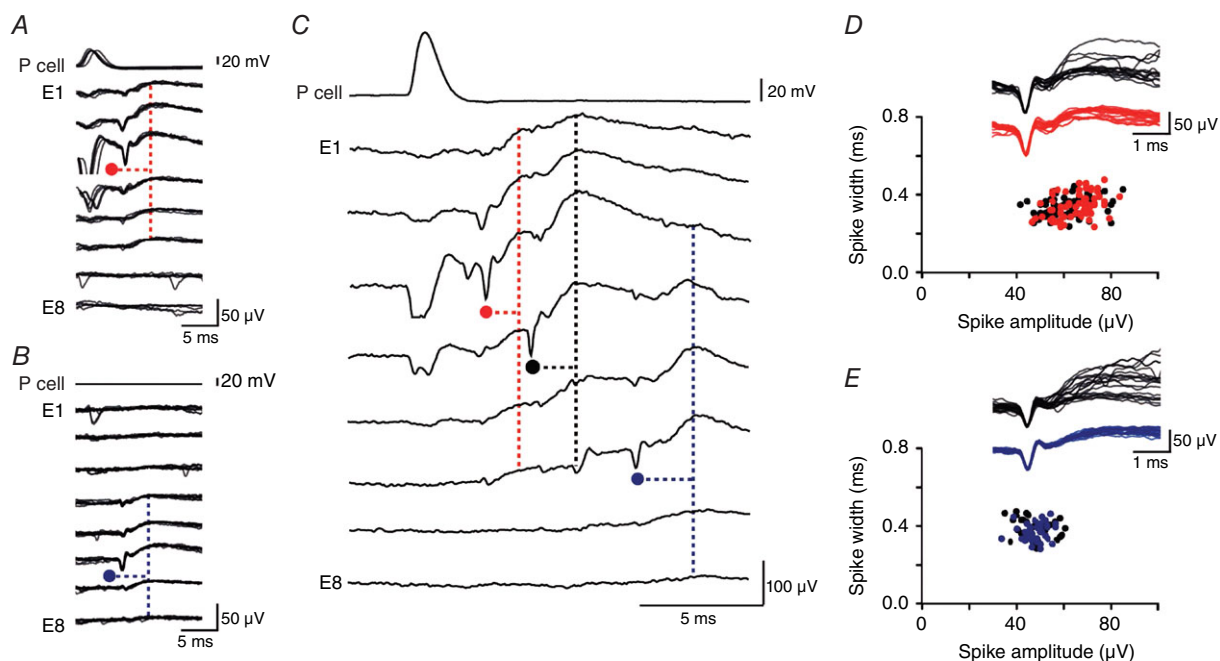 A
P cell
20 mV
E1
E8
50 µV
5 ms
B
P cell
20 mV
E1
E8
50 µV
5 ms
C
P cell
20 mV
E1
E8
100 µV
5 ms
D
50 µV
1 ms
Spike width (ms)
0.8
0.4
0.0
40
80
Spike amplitude (µV)
E
50 µV
1 ms
Spike width (ms)
0.8
0.4
0.0
40
80
Spike amplitude (µV)